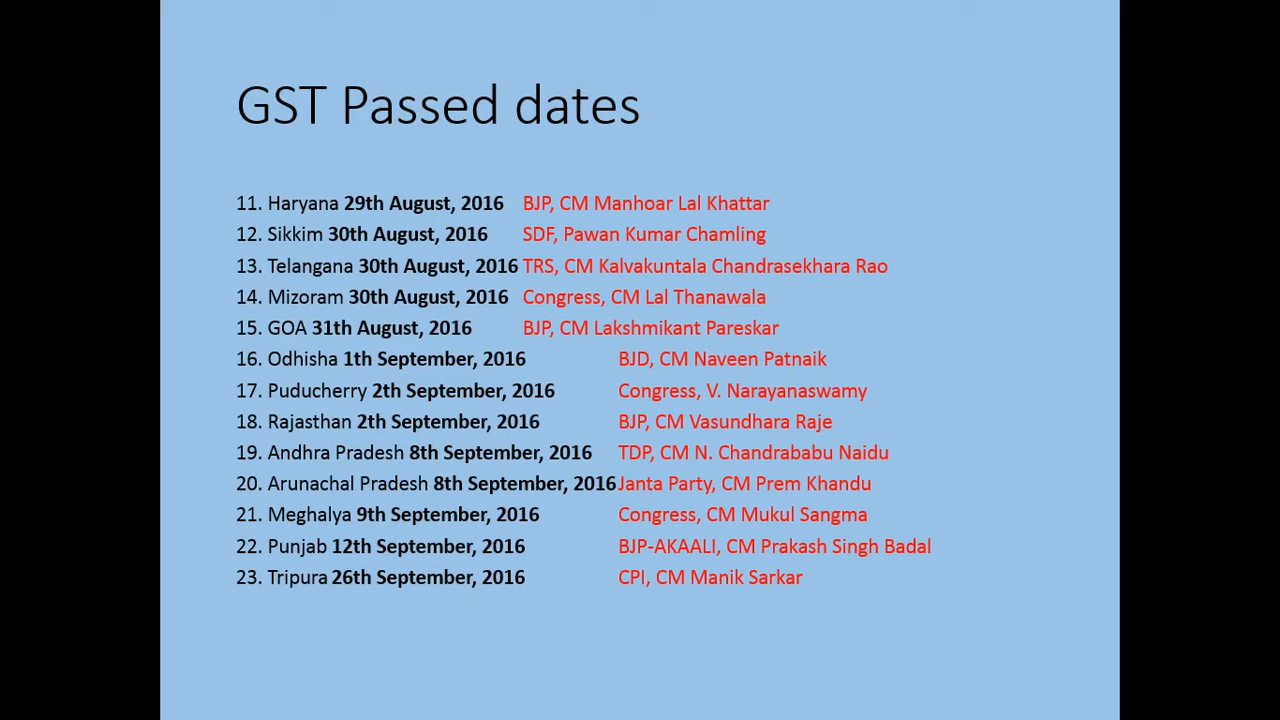 GST Passed dates
11. Haryana 29th August, 2016 BJP, CM Manhoar Lal Khattar
12. Sikkim 30th August, 2016 SDF, Pawan Kumar Chamling
13. Telangana 30th August, 2016 TRS, CM Kalvakuntala Chandrasekhara Rao
14. Mizoram 30th August, 2016 Congress, CM Lal Thanawala
15. GOA 31th August, 2016 BJP, CM Lakshmikant Pareskar
16. Odhisha 1th September, 2016 BJD, CM Naveen Patnaik
17. Puducherry 2th September, 2016 Congress, V. Narayanaswamy
18. Rajasthan 2th September, 2016 BJP, CM Vasundhara Raje
19. Andhra Pradesh 8th September, 2016 TDP, CM N. Chandrababu Naidu
20. Arunachal Pradesh 8th September, 2016 Janta Party, CM Prem Khandu
21. Meghalya 9th September, 2016 Congress, CM Mukul Sangma
22. Punjab 12th September, 2016 BJP-AKAALI, CM Prakash Singh Badal
23. Tripura 26th September, 2016 CPI, CM Manik Sarkar